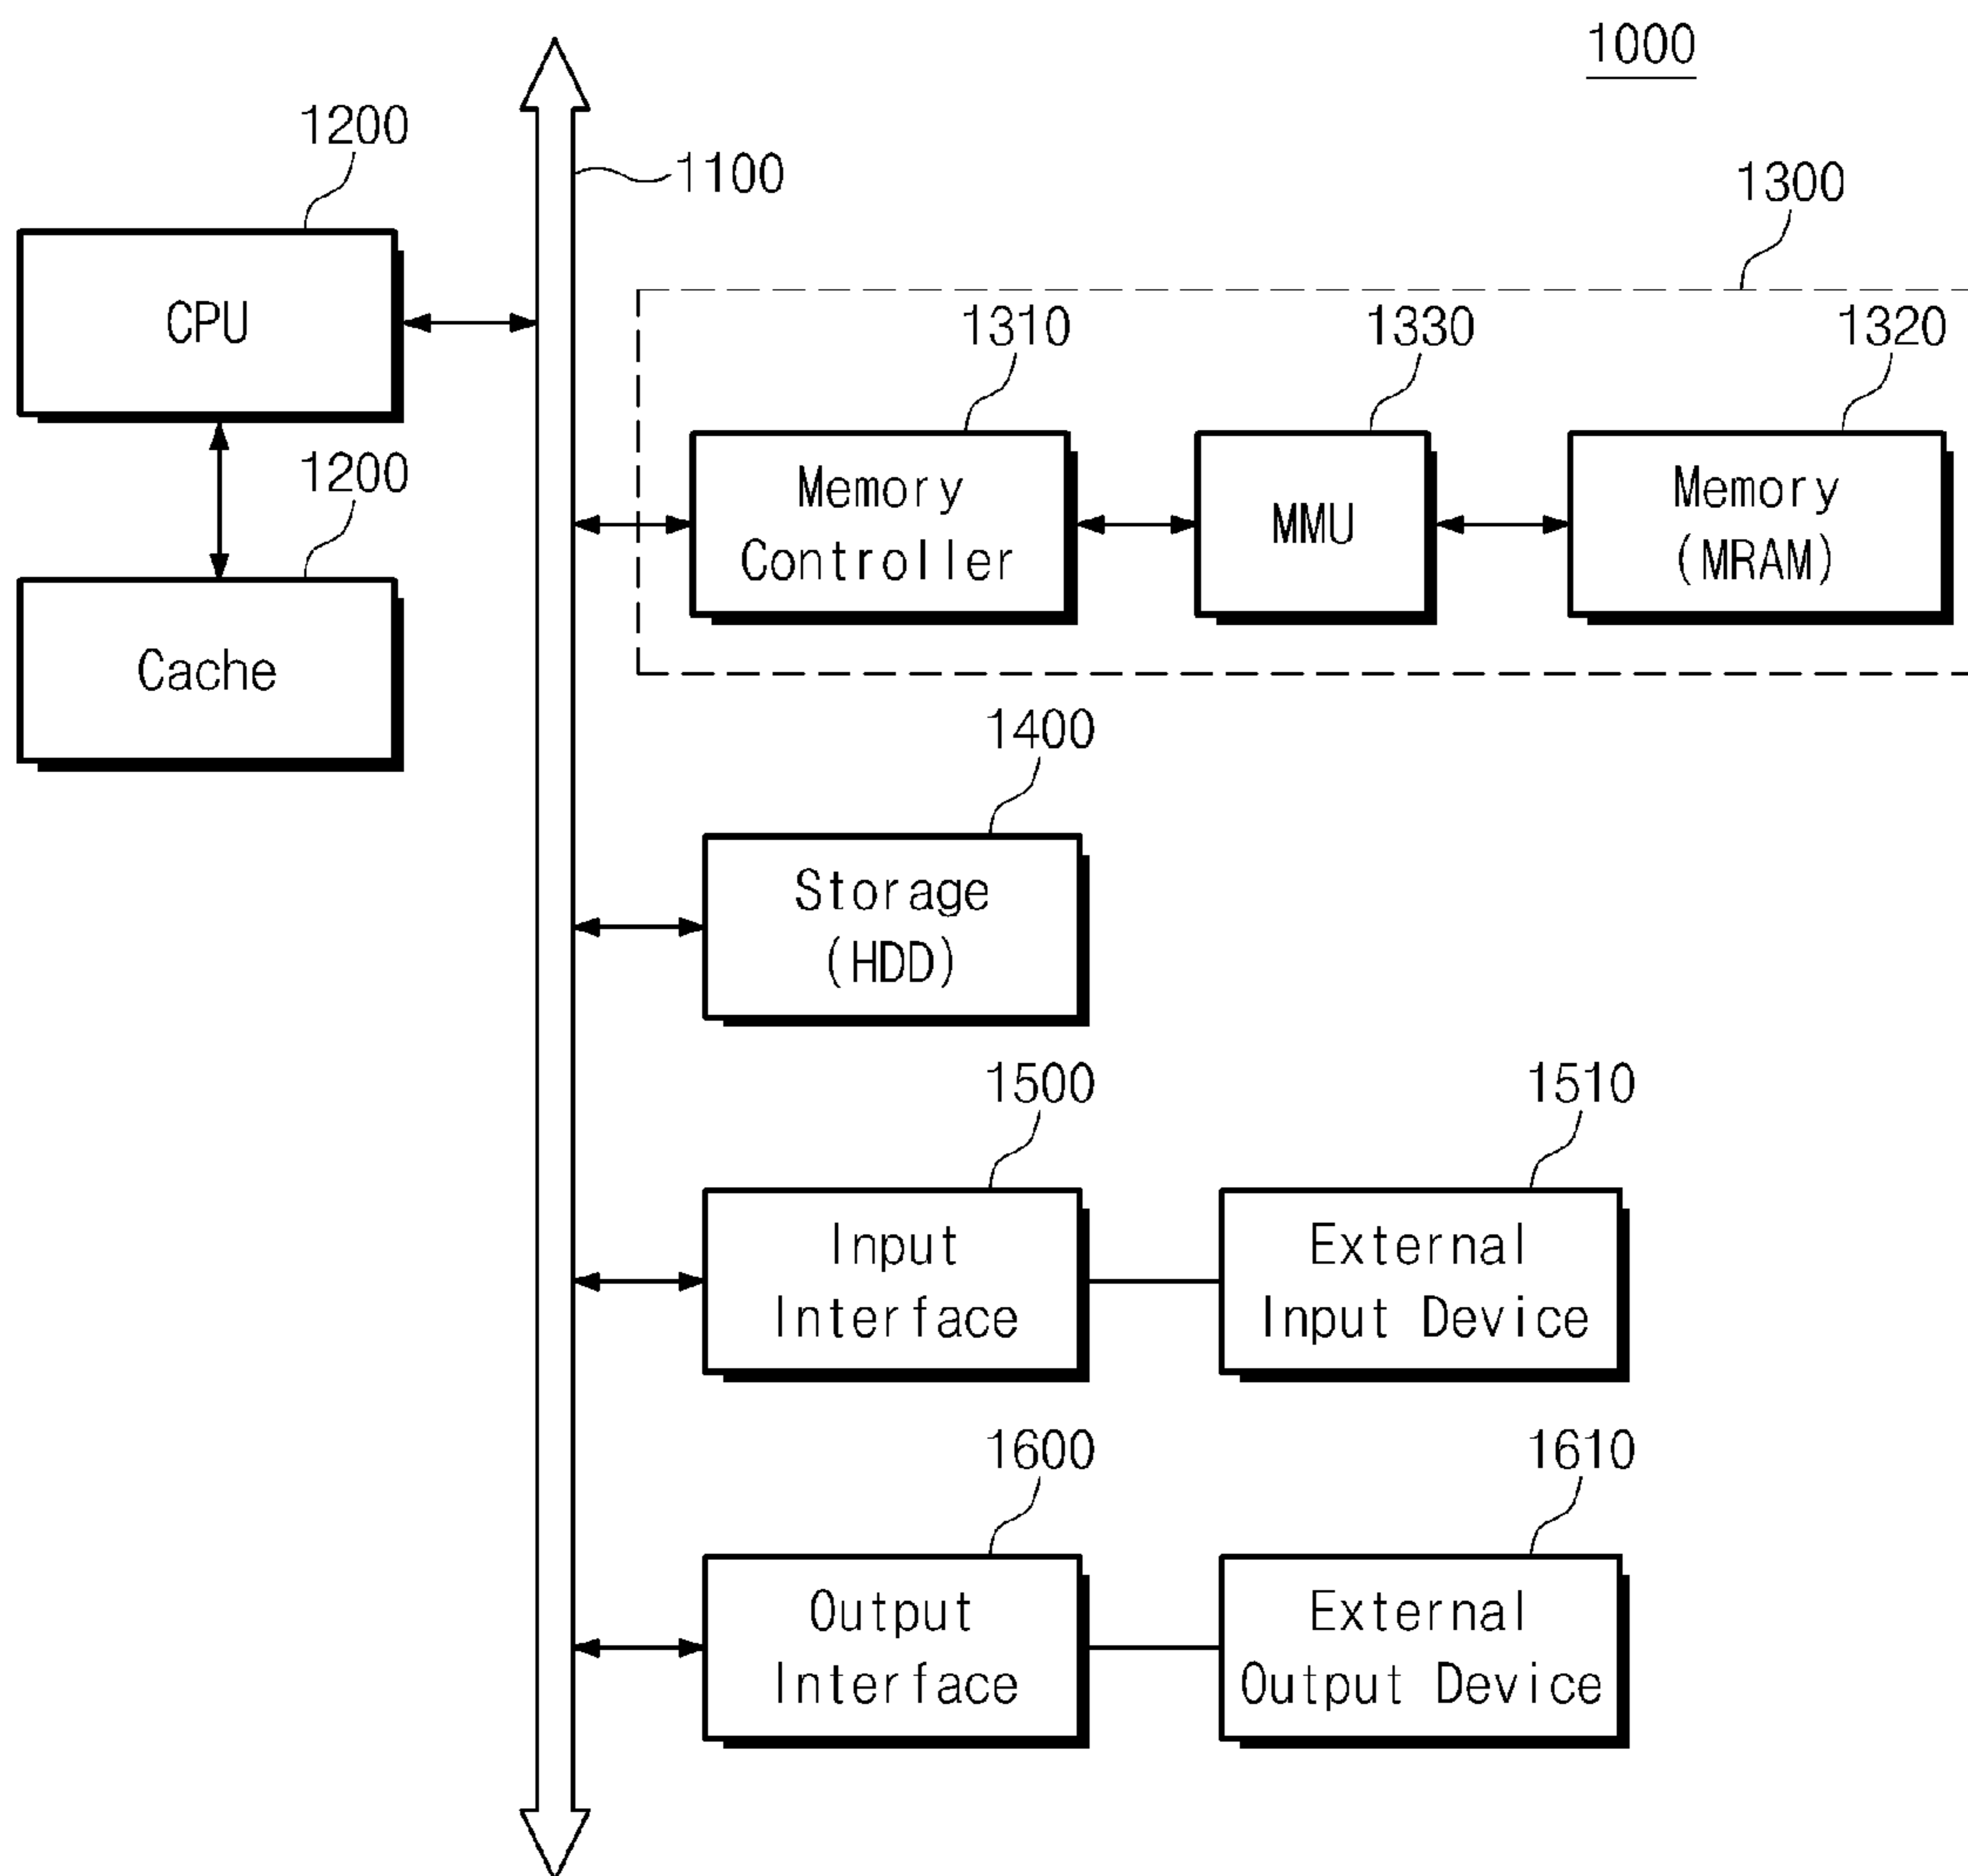 1000
1200
1100
1300
CPU
1310
1330
1320
Memory
Controller
MMU
Memory
(MRAM)
1200
Cache
1400
Storage
(HDD)
1500
1510
Input
Interface
External
Input Device
1600
1610
Output
Interface
External
Output Device